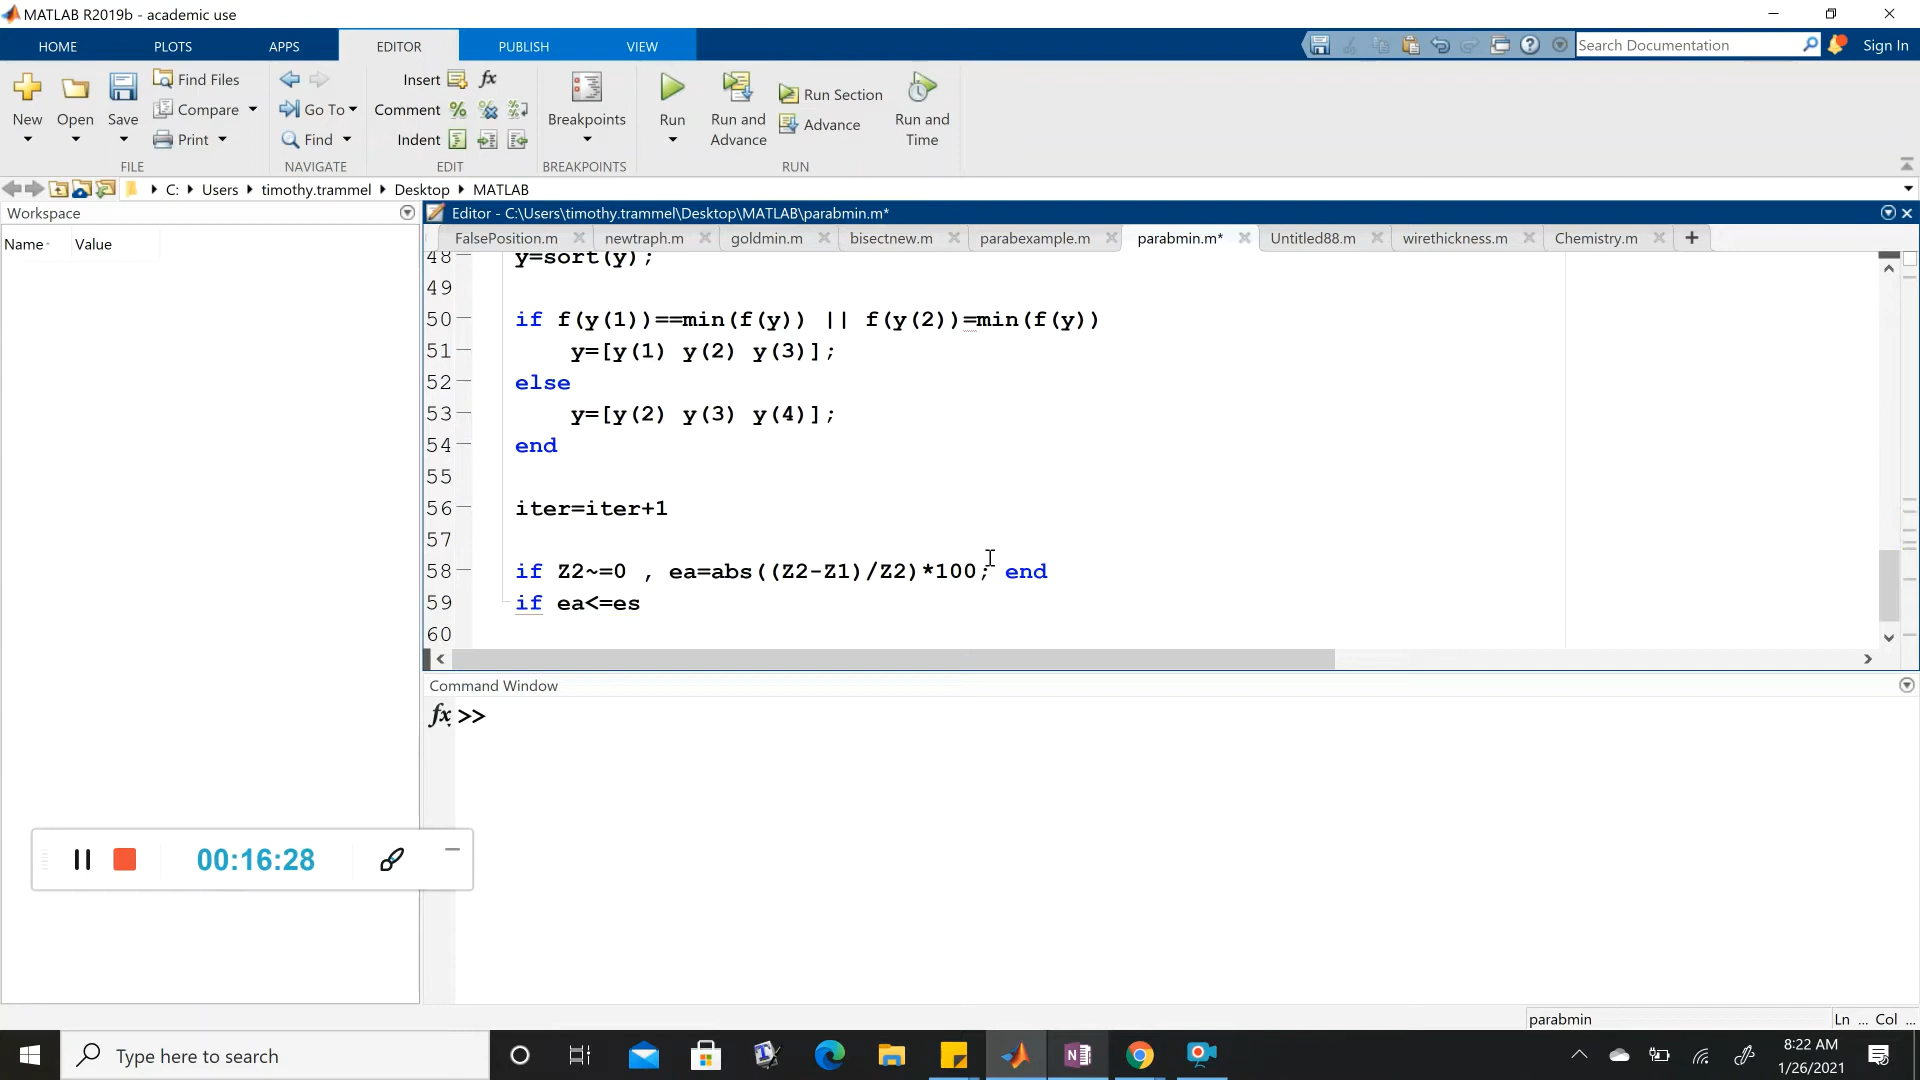 MATLAB R2019b - academic use
HOME PLOTS APPS EDITOR PUBLISH VIEW Search Documentation Sign In
New Open Save Find Files Compare Print Go To Find Insert fx Comment Indent Breakpoints Run Run and Advance Run Section Advance Run and Time
FILE NAVIGATE EDIT BREAKPOINTS RUN
C: Users timothy.trammel Desktop MATLAB
Workspace
Name Value
Editor - C:\Users\timothy.trammel\Desktop\MATLAB\parabmin.m*
FalsePosition.m newtraph.m goldmin.m bisectnew.m parabexample.m parabmin.m* Untitled88.m wirethickness.m Chemistry.m +
48 y=sort(y);
49
50 if f(y(1))==min(f(y)) || f(y(2))=min(f(y))
51 y=[y(1) y(2) y(3)];
52 else
53 y=[y(2) y(3) y(4)];
54 end
55
56 iter=iter+1
57
58 if Z2~=0 , ea=abs((Z2-Z1)/Z2)*100; end
59 if ea<=es
60
Command Window
fx >>
00:16:28
parabmin Ln ... Col ...
Type here to search
8:22 AM
1/26/2021